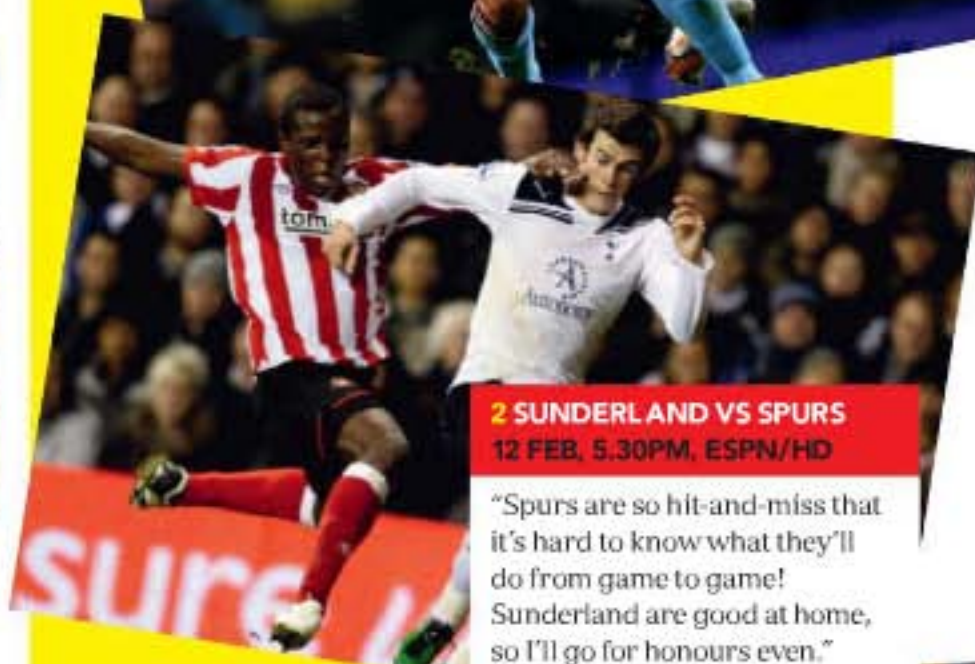 tom
sure
2 SUNDERLAND VS SPURS
12 FEB, 5.30PM, ESPN/HD
“Spurs are so hit-and-miss that
it’s hard to know what they’ll
do from game to game!
Sunderland are good at home,
so I’ll go for honours even.”